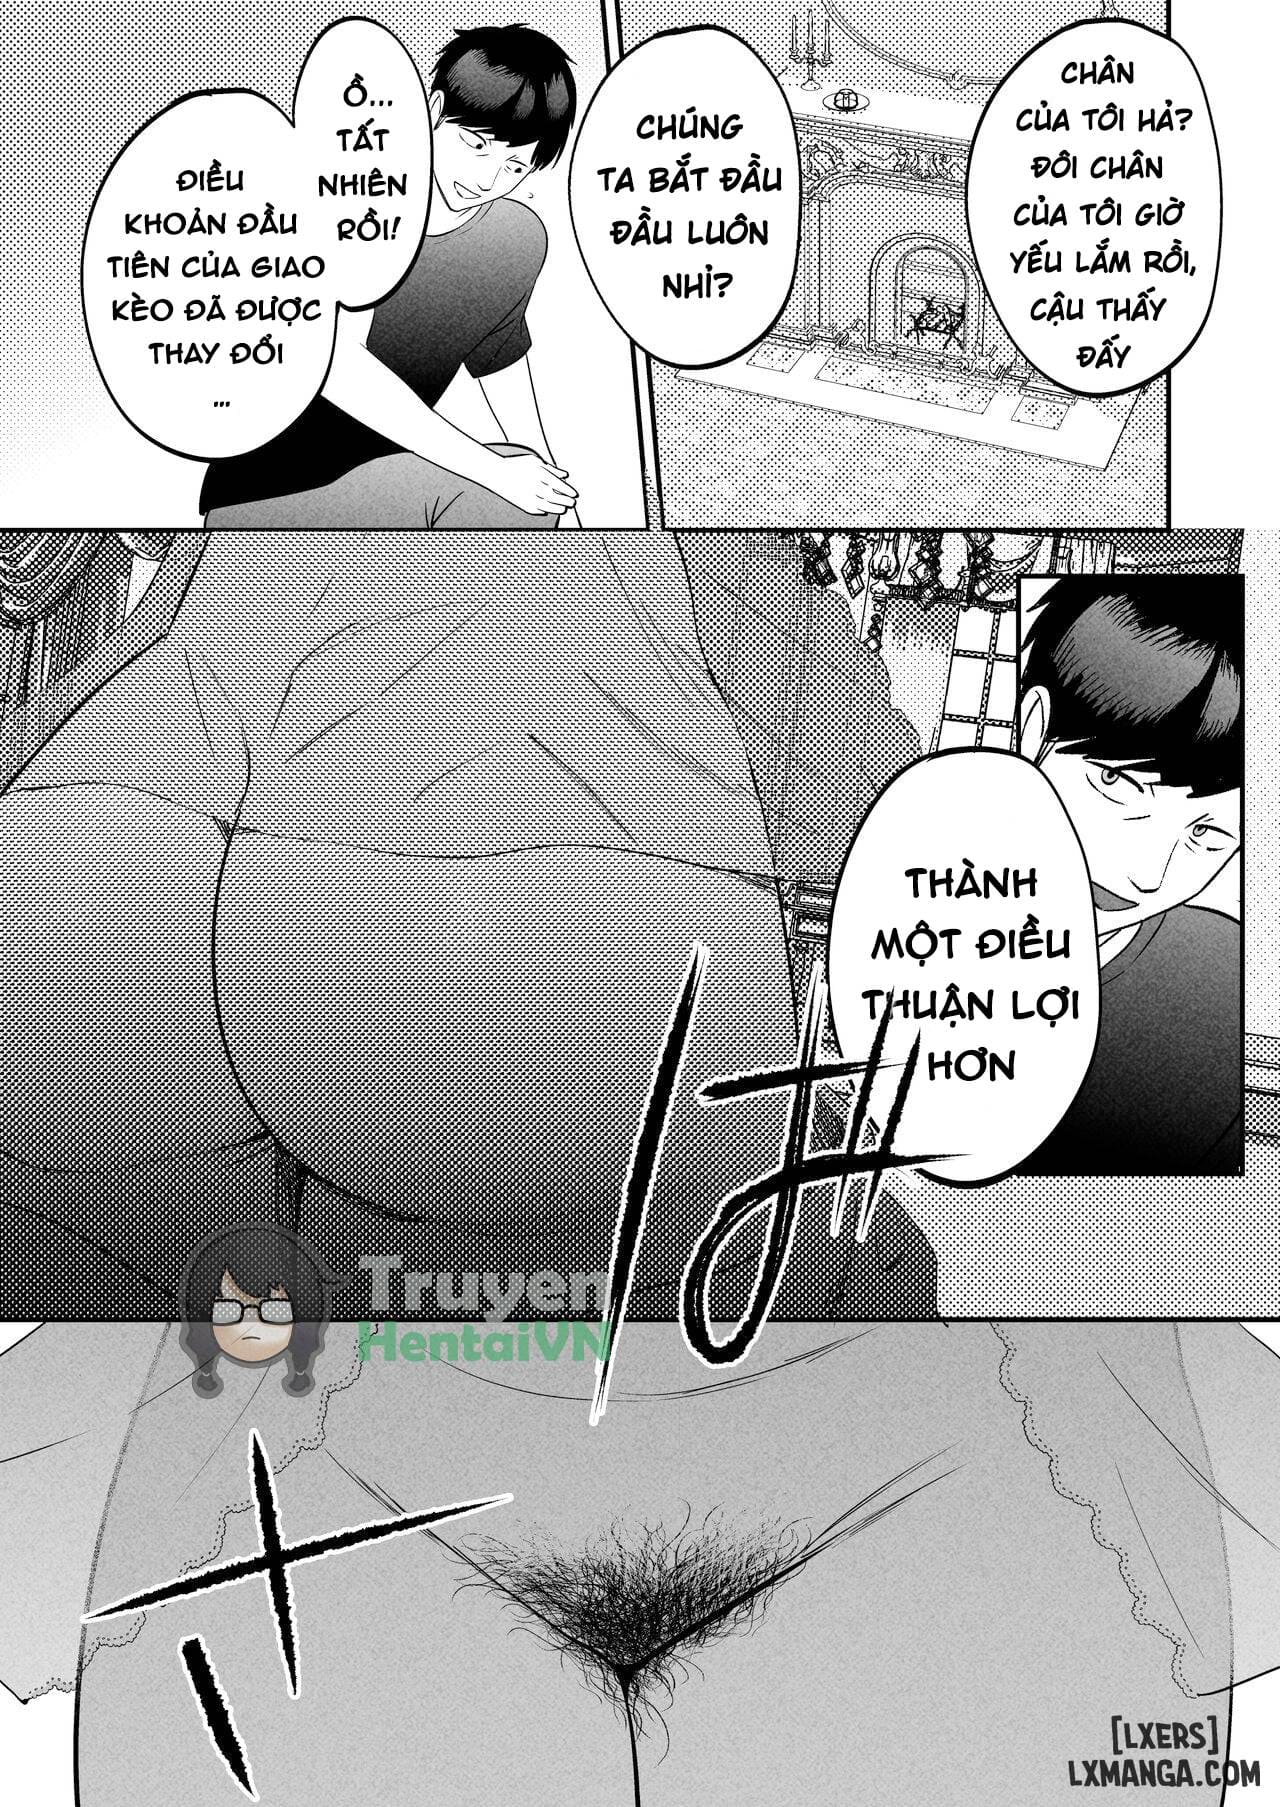 CHÂN
CỦA TÔI HẢ?
ĐÔI CHÂN
CỦA TÔI GIỜ
YẾU LẮM RỒI,
CẬU THẤY
ĐẤY
CHÚNG
TA BẮT ĐẦU
ĐẦU LUÔN
NHỈ?
Ồ...
TẤT
NHIÊN
RỒI!
ĐIỀU
KHOẢN ĐẦU
TIÊN CỦA GIAO
KÈO ĐÃ ĐƯỢC
THAY ĐỔI
...
THÀNH
MỘT ĐIỀU
THUẬN LỢI
HƠN
Truyen
HentaiVN
[LXERS]
LXMANGA.COM